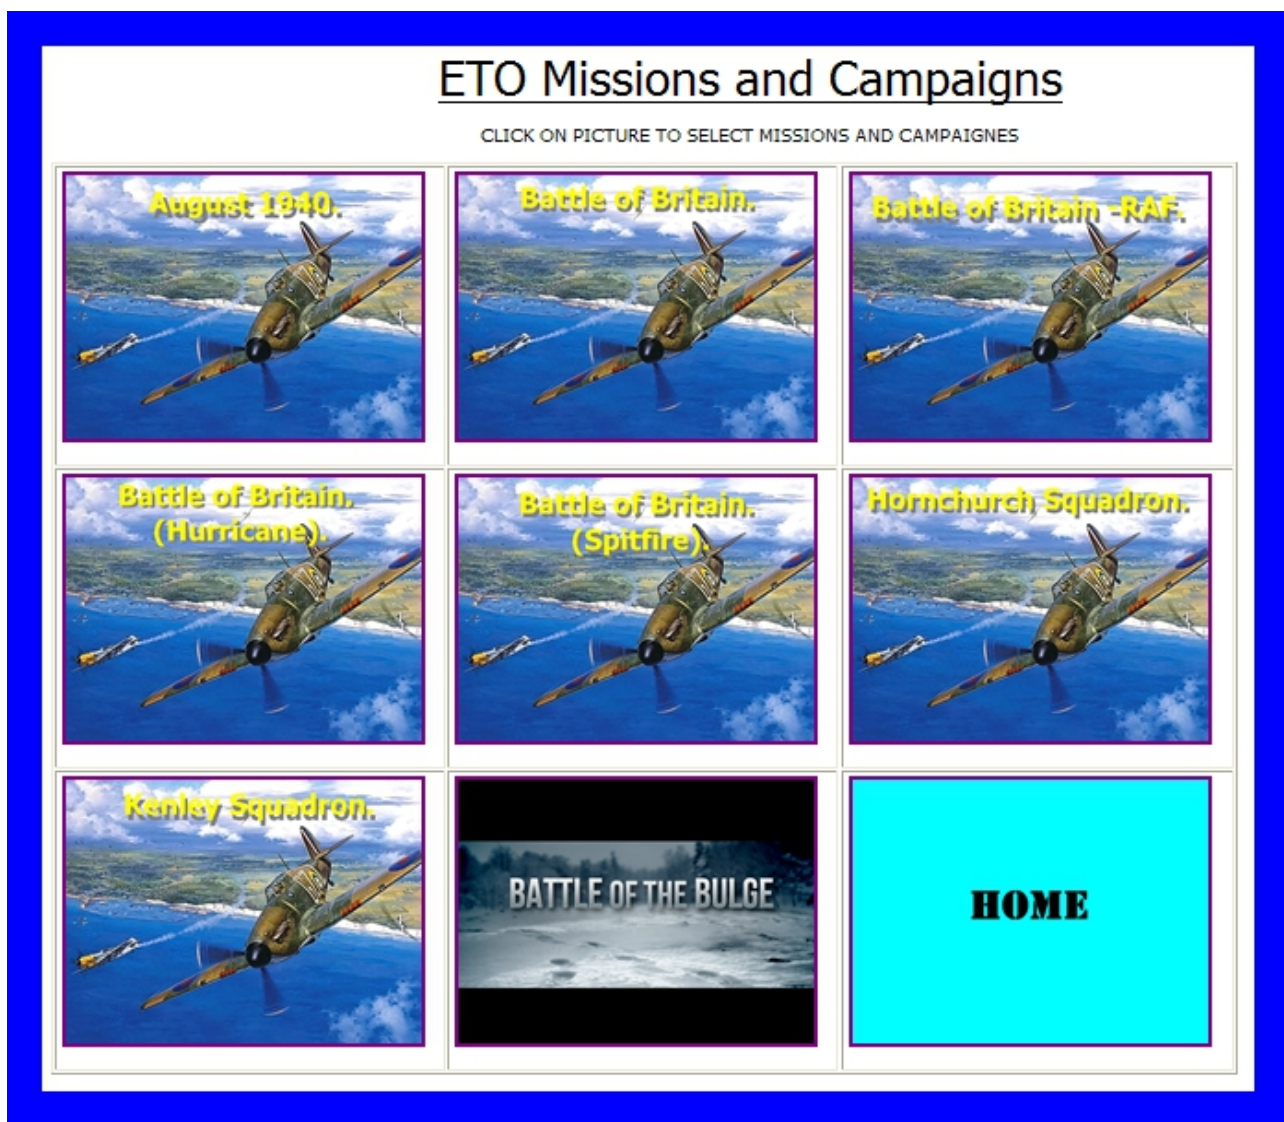 ETO Missions and Campaigns
CLICK ON PICTURE TO SELECT MISSIONS AND CAMPAIGNES
August 1940.
Battle of Britain.
Battle of Britain -RAF.
Battle of Britain.
(Hurricane).
Battle of Britain.
(Spitfire).
Hornchurch Squadron.
Kenley Squadron.
BATTLE OF THE BULGE
HOME